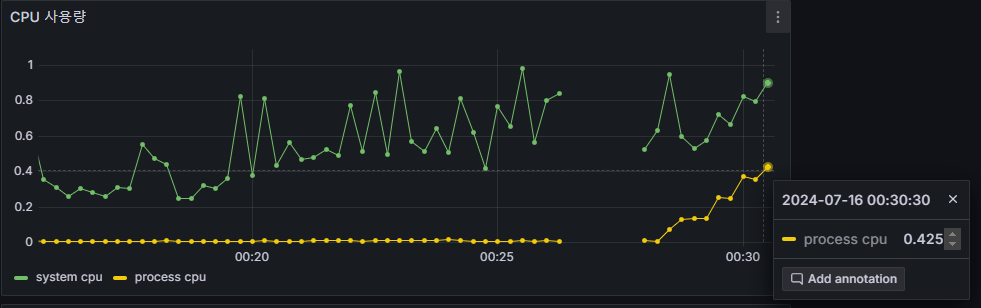 CPU 사용량
1
0.8
0.6
0.4
0.2
0
00:20
00:25
00:30
system cpu
process cpu
2024-07-16 00:30:30
process cpu
0.425
Add annotation